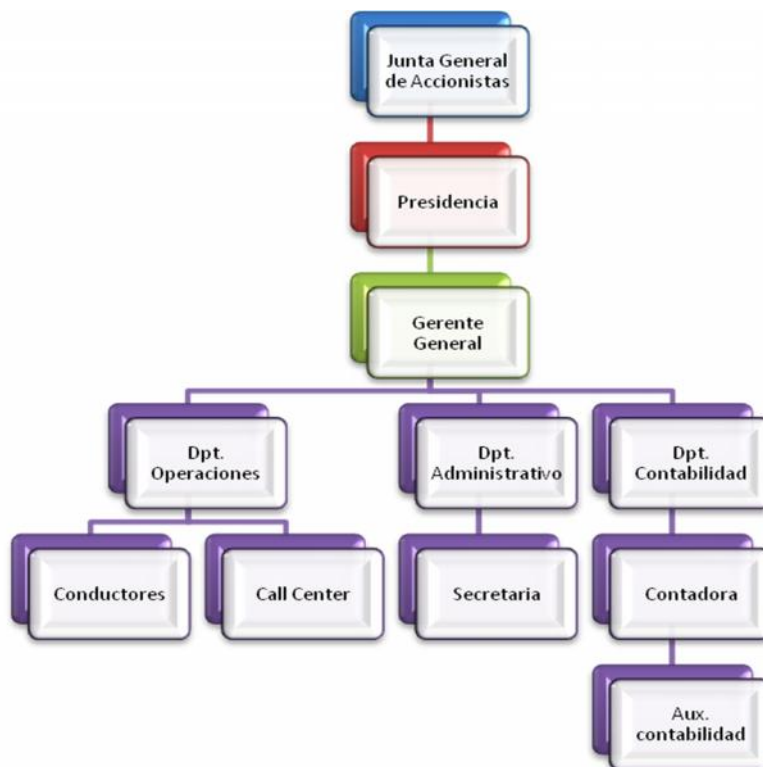 Junta General
de Accionistas
Presidencia
Gerente
General
Dpt.
Operaciones
Dpt.
Administrativo
Dpt.
Contabilidad
Conductores
Call Center
Secretaria
Contadora
Aux.
contabilidad